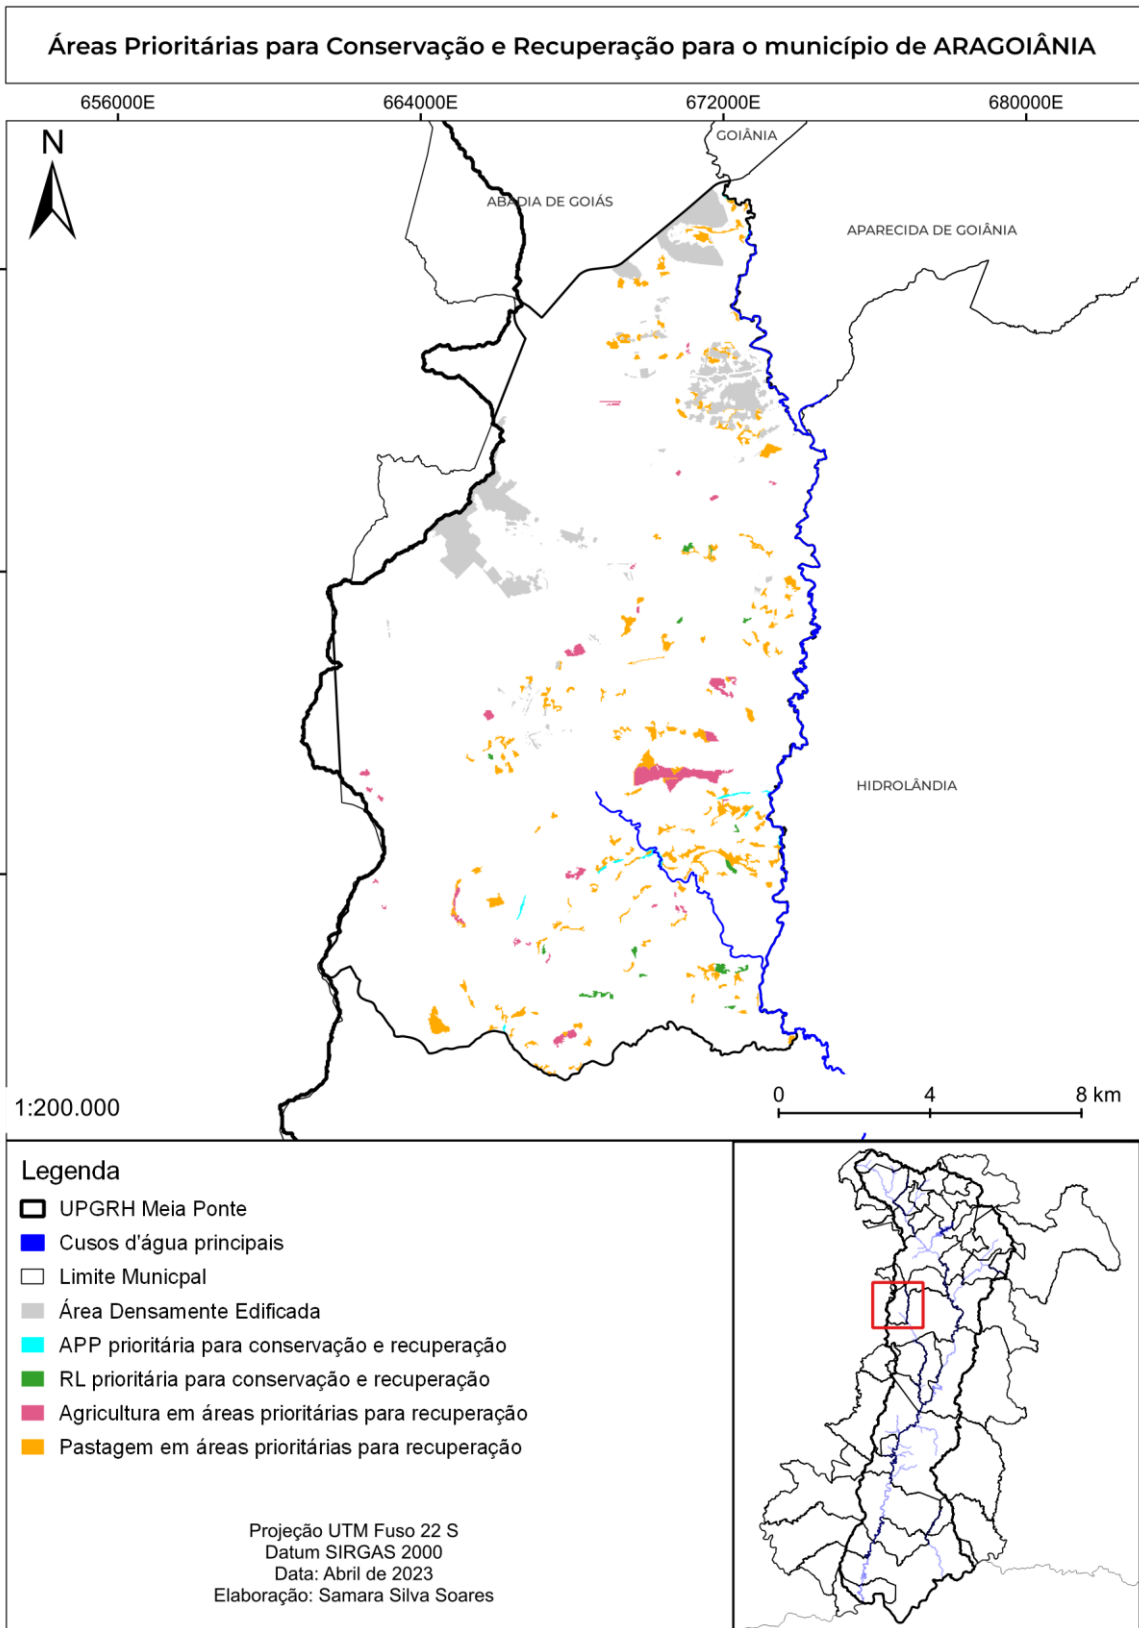 Áreas Prioritárias para Conservação e Recuperação para o município de ARAGOIÂNIA
656000E 664000E 672000E 680000E
N
GOIÂNIA
ABADIA DE GOIÁS
APARECIDA DE GOIÂNIA
HIDROLÂNDIA
1:200.000
0 4 8 km
Legenda
UPGRH Meia Ponte
Cusos d'água principais
Limite Municpal
Área Densamente Edificada
APP prioritária para conservação e recuperação
RL prioritária para conservação e recuperação
Agricultura em áreas prioritárias para recuperação
Pastagem em áreas prioritárias para recuperação
Projeção UTM Fuso 22 S
Datum SIRGAS 2000
Data: Abril de 2023
Elaboração: Samara Silva Soares